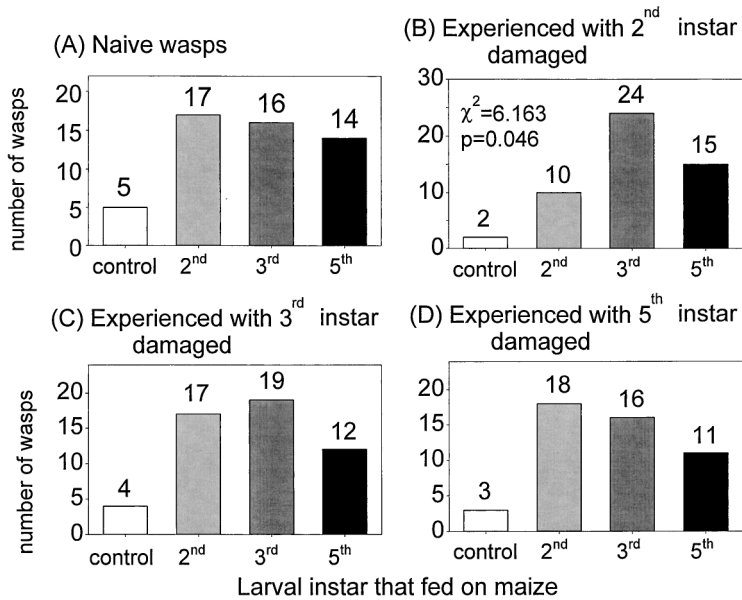 (A) Naive wasps
number of wasps
20
15
10
5
0
5
17
16
14
control 2nd 3rd 5th
(B) Experienced with 2nd instar
damaged
30
20
10
0
χ2=6.163
p=0.046
2
10
24
15
control 2nd 3rd 5th
(C) Experienced with 3rd instar
damaged
number of wasps
20
15
10
5
0
4
17
19
12
control 2nd 3rd 5th
(D) Experienced with 5th instar
damaged
20
15
10
5
0
3
18
16
11
control 2nd 3rd 5th
Larval instar that fed on maize